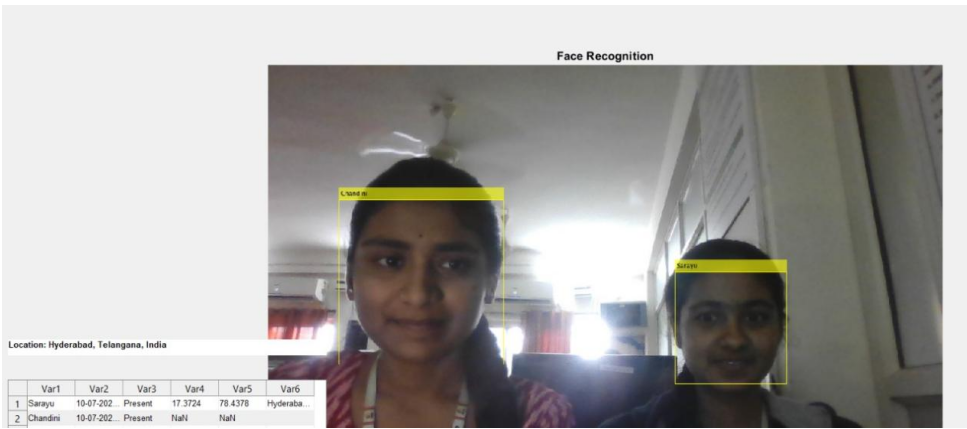 Face Recognition
Chandini
Sarayu
Location: Hyderabad, Telangana, India
Var1 Var2 Var3 Var4 Var5 Var6
1 Sarayu 10-07-202... Present 17.3724 78.4378 Hyderaba...
2 Chandini 10-07-202... Present NaN NaN